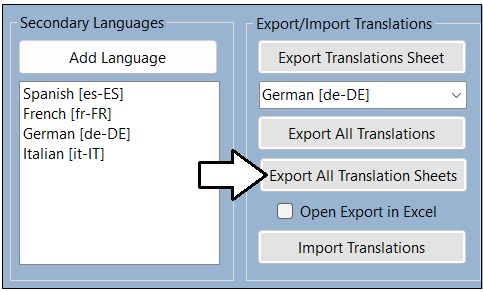 Secondary Languages
Add Language
Spanish [es-ES]
French [fr-FR]
German [de-DE]
Italian [it-IT]
Export/Import Translations
Export Translations Sheet
German [de-DE]
Export All Translations
Export All Translation Sheets
Open Export in Excel
Import Translations